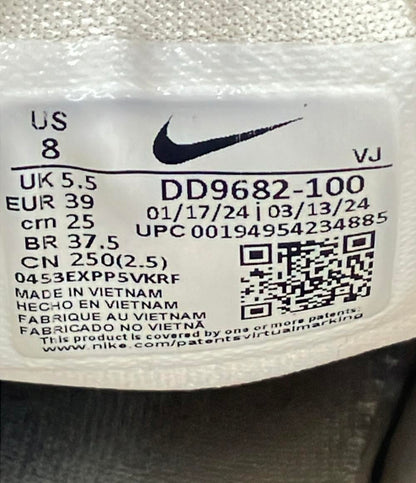 US
8
VJ
UK 5.5
DD9682-100
EUR 39
01/17/24 | 03/13/24
cm 25
UPC 00194954234885
BR 37.5
CN 250(2.5)
0453EXPP5VKRF
MADE IN VIETNAM
HECHO EN VIETNAM
FABRIQUE AU VIETNAM
FABRICADO NO VIETNÃ
This product is covered by one or more patents.
www.nike.com/patentsvirtualmarking